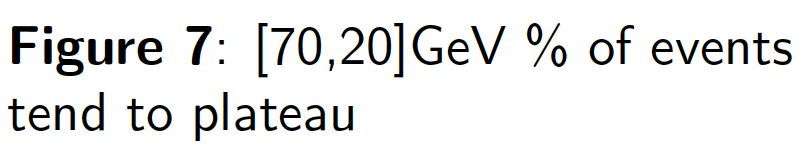 Figure 7: [70,20]GeV % of events
tend to plateau